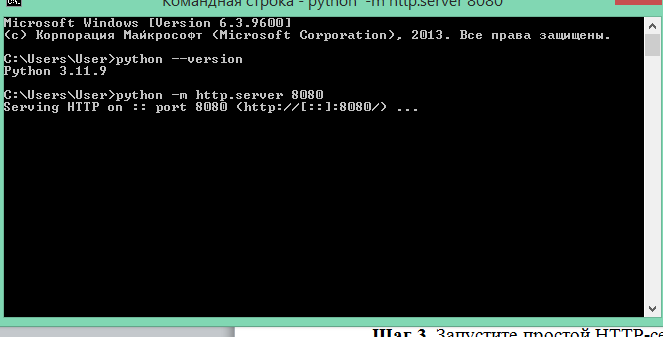 Командная строка - python -m http.server 8080
Microsoft Windows [Version 6.3.9600]
(c) Корпорация Майкрософт (Microsoft Corporation), 2013. Все права защищены.
C:\Users\User>python --version
Python 3.11.9
C:\Users\User>python -m http.server 8080
Serving HTTP on :: port 8080 (http://[::]:8080/) ...
Шаг 3. Запустите простой HTTP-се